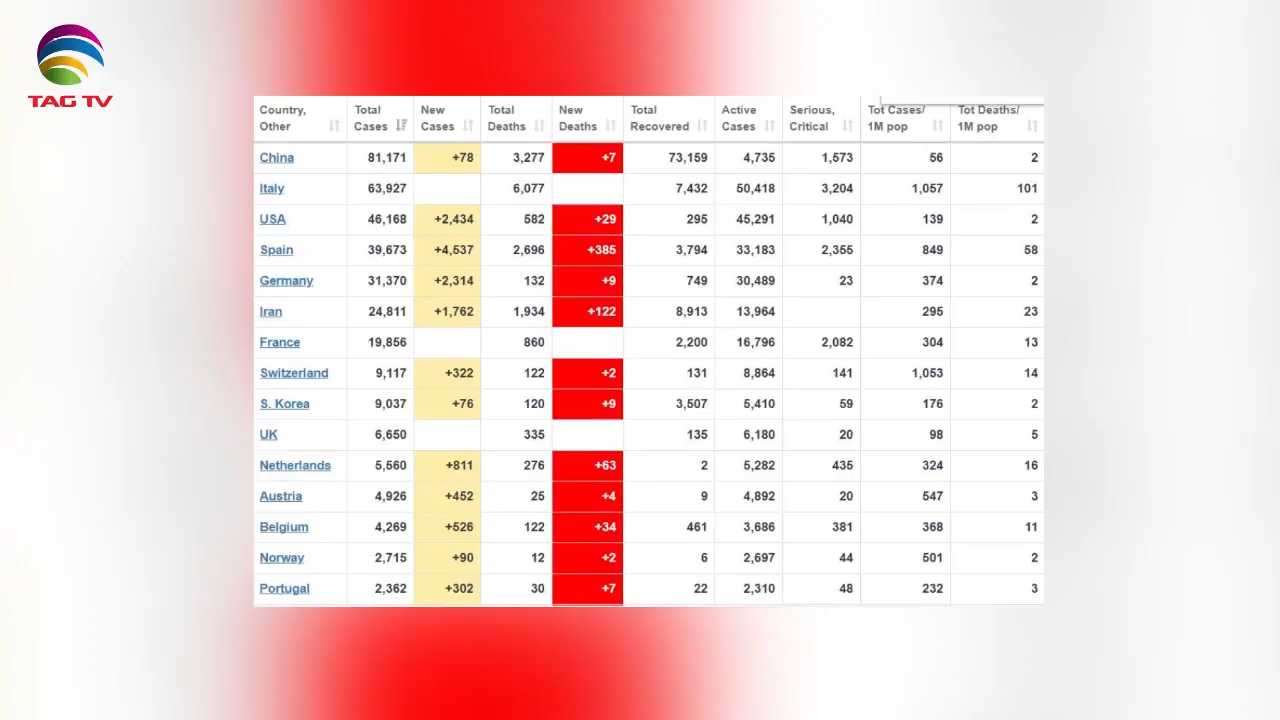 TAG TV
Country, Other Total Cases New Cases Total Deaths New Deaths Total Recovered Active Cases Serious, Critical Tot Cases/ 1M pop Tot Deaths/ 1M pop
China 81,171 +78 3,277 +7 73,159 4,735 1,573 56 2
Italy 63,927 6,077 7,432 50,418 3,204 1,057 101
USA 46,168 +2,434 582 +29 295 45,291 1,040 139 2
Spain 39,673 +4,537 2,696 +385 3,794 33,183 2,355 849 58
Germany 31,370 +2,314 132 +9 749 30,489 23 374 2
Iran 24,811 +1,762 1,934 +122 8,913 13,964 295 23
France 19,856 860 2,200 16,796 2,082 304 13
Switzerland 9,117 +322 122 +2 131 8,864 141 1,053 14
S. Korea 9,037 +76 120 +9 3,507 5,410 59 176 2
UK 6,650 335 135 6,180 20 98 5
Netherlands 5,560 +811 276 +63 2 5,282 435 324 16
Austria 4,926 +452 25 +4 9 4,892 20 547 3
Belgium 4,269 +526 122 +34 461 3,686 381 368 11
Norway 2,715 +90 12 +2 6 2,697 44 501 2
Portugal 2,362 +302 30 +7 22 2,310 48 232 3